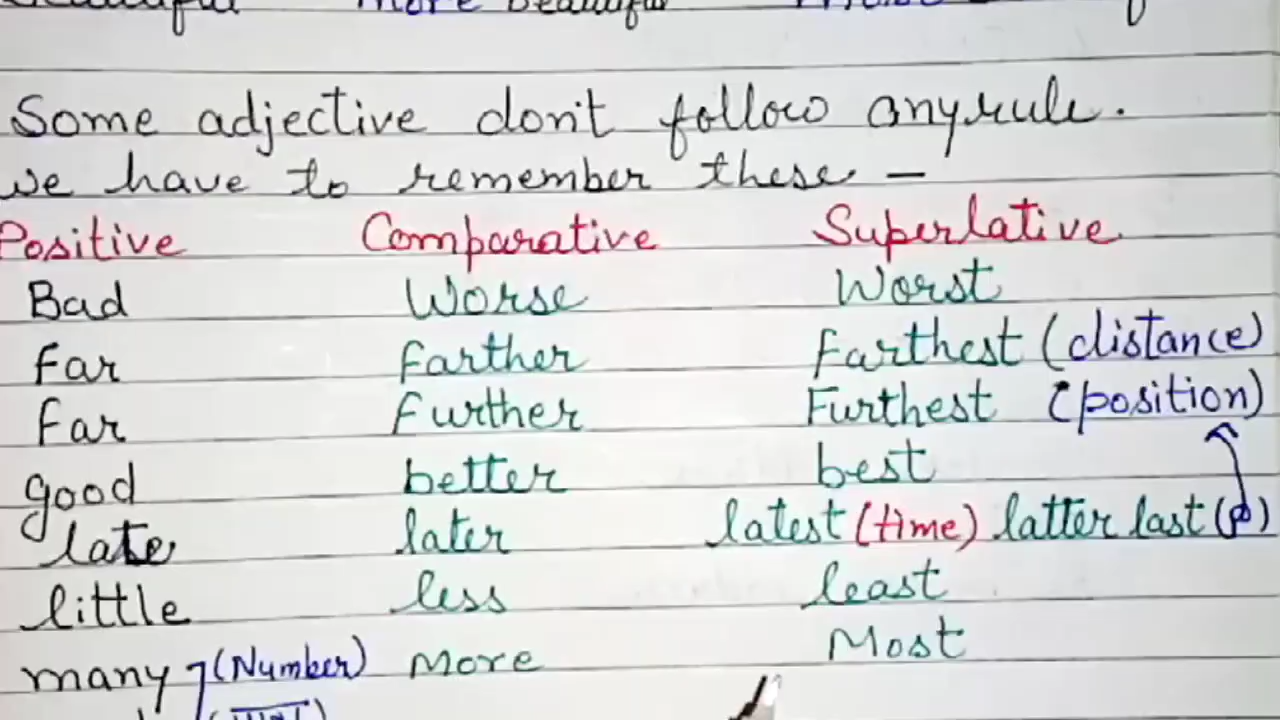 More beautiful
Some adjective don't follow anyrule.
we have to remember these –
Positive Comparative Superlative
Bad Worse Worst
Far Farther Farthest (distance)
Far Further Furthest (position)
good better best
late later latest (time) latter last (p)
little less least
many (Number) More Most